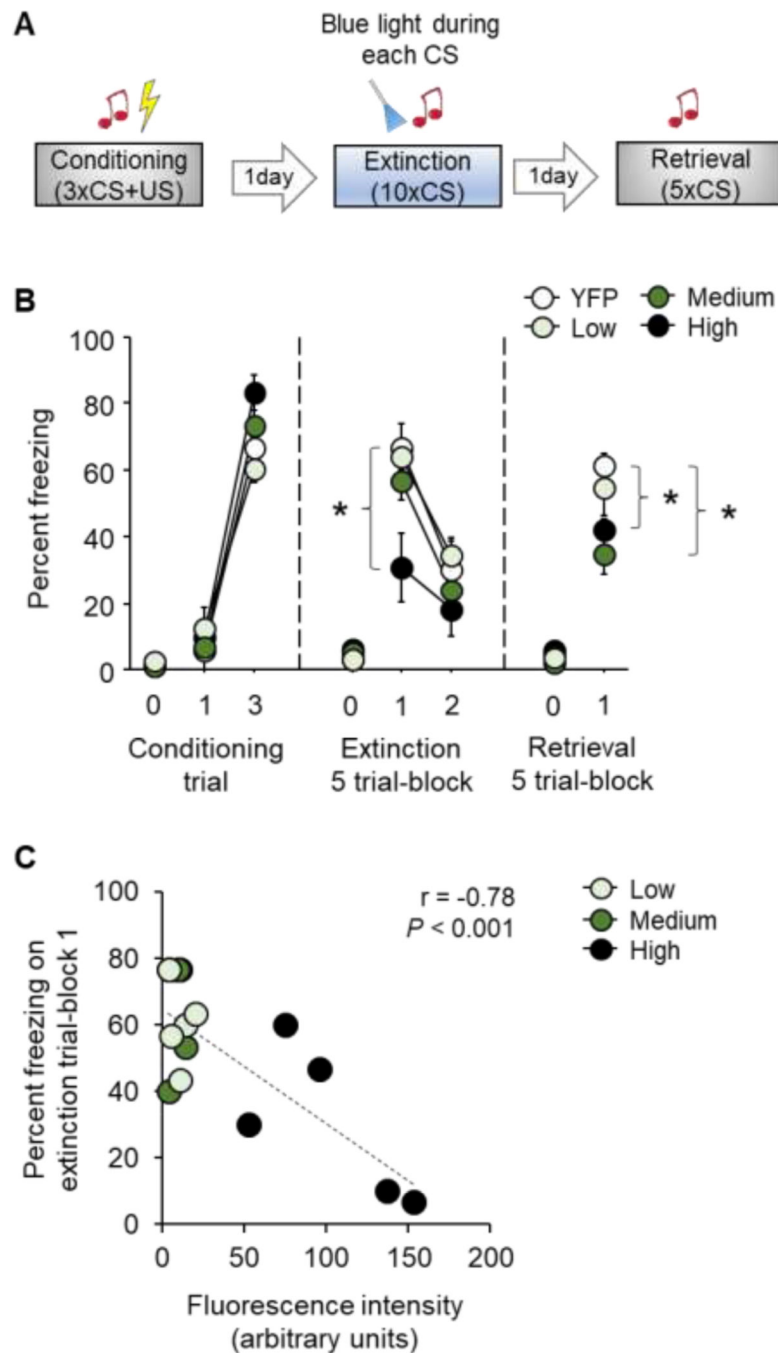 A
Blue light during
each CS
Conditioning
(3xCS+US)
1day
Extinction
(10xCS)
1day
Retrieval
(5xCS)
B
YFP
Medium
Low
High
Percent freezing
100
80
60
40
20
0
*
*
*
0 1 3
0 1 2
0 1
Conditioning
trial
Extinction
5 trial-block
Retrieval
5 trial-block
C
Percent freezing on
extinction trial-block 1
100
80
60
40
20
0
r = -0.78
P < 0.001
Low
Medium
High
0 50 100 150 200
Fluorescence intensity
(arbitrary units)